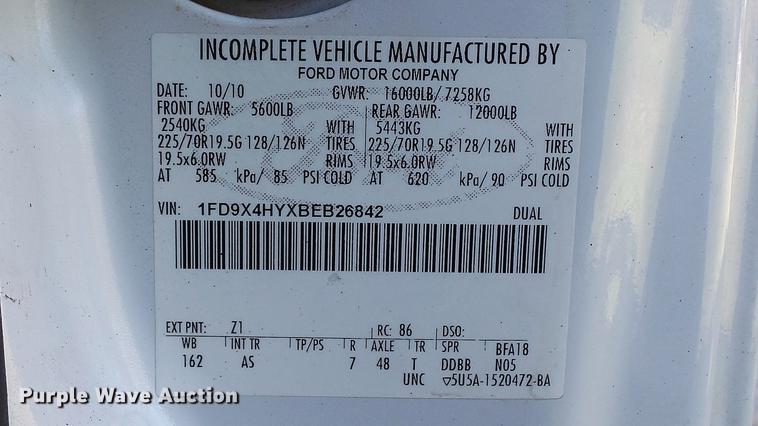 INCOMPLETE VEHICLE MANUFACTURED BY
FORD MOTOR COMPANY
DATE: 10/10 GVWR: 16000LB/ 7258KG
FRONT GAWR: 5600LB REAR GAWR: 12000LB
2540KG WITH 5443KG WITH
225/70R19.5G 128/126N TIRES 225/70R19.5G 128/126N TIRES
19.5x6.0RW RIMS 19.5x6.0RW RIMS
AT 585 kPa/ 85 PSI COLD AT 620 kPa/ 90 PSI COLD
VIN: 1FD9X4HYXBEB26842 DUAL
EXT PNT: Z1 RC: 86 DSO:
WB INT TR TP/PS R AXLE TR SPR BFA18
162 AS 7 48 T DDBB N05
UNC ▽5U5A-1520472-BA
Purple Wave Auction